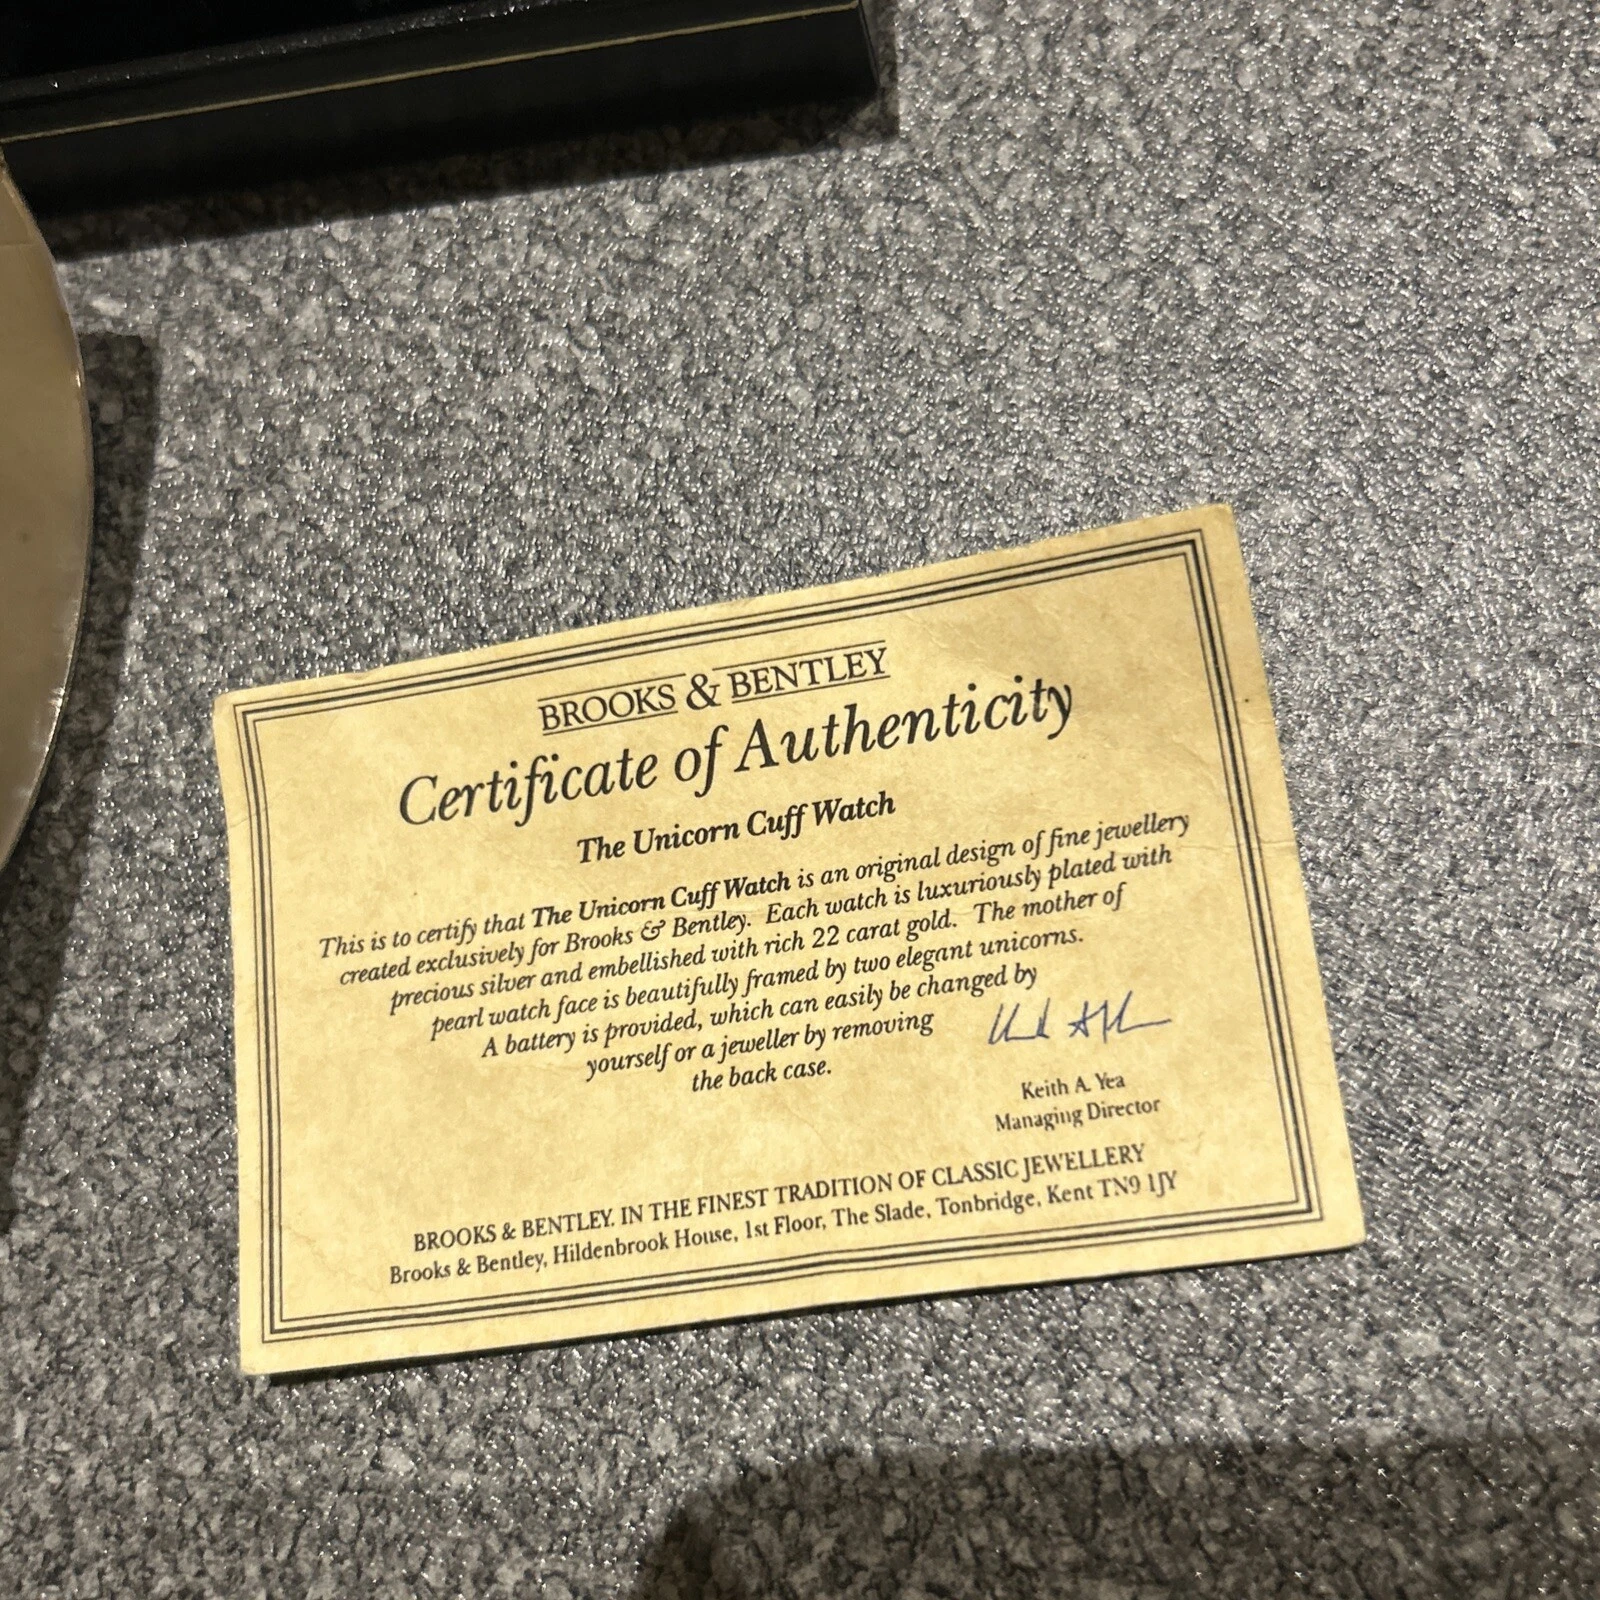 BROOKS & BENTLEY
Certificate of Authenticity
The Unicorn Cuff Watch
This is to certify that The Unicorn Cuff Watch is an original design of fine jewellery
created exclusively for Brooks & Bentley. Each watch is luxuriously plated with
precious silver and embellished with rich 22 carat gold. The mother of
pearl watch face is beautifully framed by two elegant unicorns.
A battery is provided, which can easily be changed by
yourself or a jeweller by removing
the back case.
Keith A. Yea
Managing Director
BROOKS & BENTLEY. IN THE FINEST TRADITION OF CLASSIC JEWELLERY
Brooks & Bentley, Hildenbrook House, 1st Floor, The Slade, Tonbridge, Kent TN9 1JY